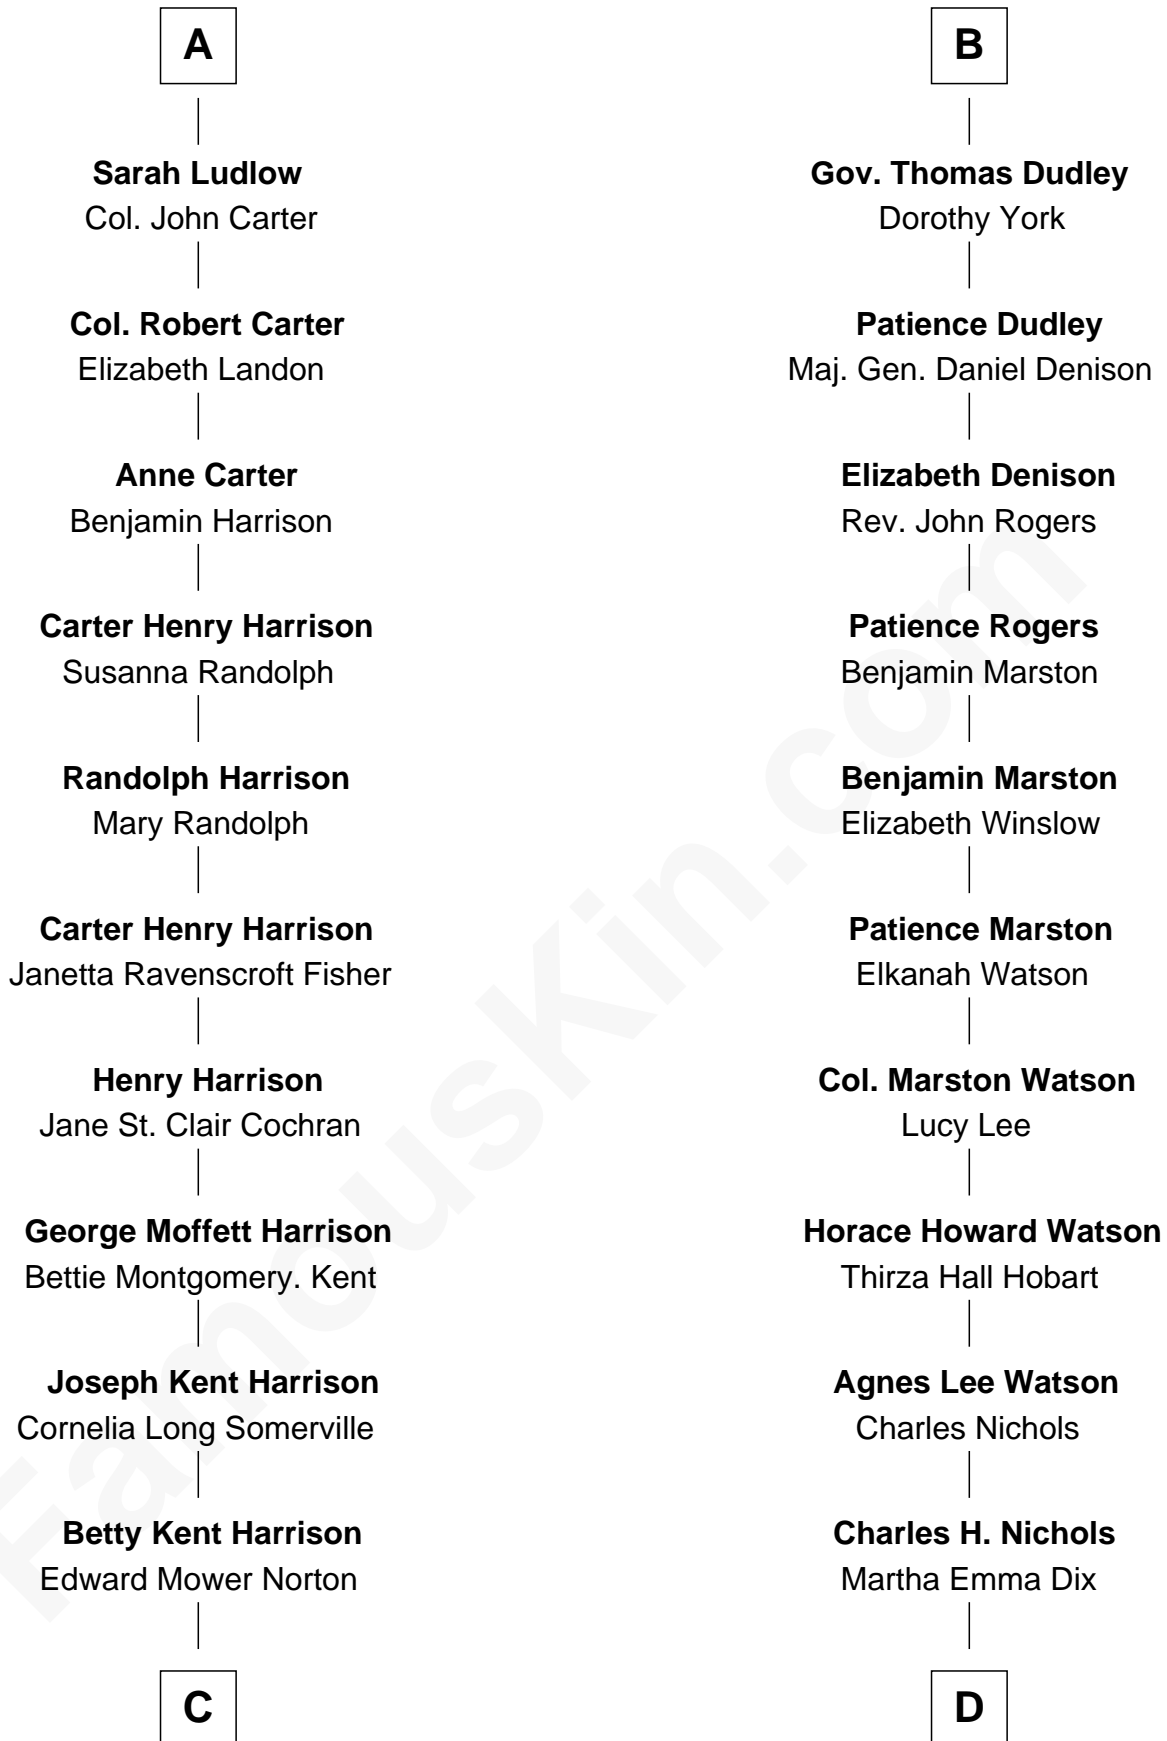 A
Sarah Ludlow
Col. John Carter
Col. Robert Carter
Elizabeth Landon
Anne Carter
Benjamin Harrison
Carter Henry Harrison
Susanna Randolph
Randolph Harrison
Mary Randolph
Carter Henry Harrison
Janetta Ravenscroft Fisher
Henry Harrison
Jane St. Clair Cochran
George Moffett Harrison
Bettie Montgomery. Kent
Joseph Kent Harrison
Cornelia Long Somerville
Betty Kent Harrison
Edward Mower Norton
C
B
Gov. Thomas Dudley
Dorothy York
Patience Dudley
Maj. Gen. Daniel Denison
Elizabeth Denison
Rev. John Rogers
Patience Rogers
Benjamin Marston
Benjamin Marston
Elizabeth Winslow
Patience Marston
Elkanah Watson
Col. Marston Watson
Lucy Lee
Horace Howard Watson
Thirza Hall Hobart
Agnes Lee Watson
Charles Nichols
Charles H. Nichols
Martha Emma Dix
D
FamousKin.com